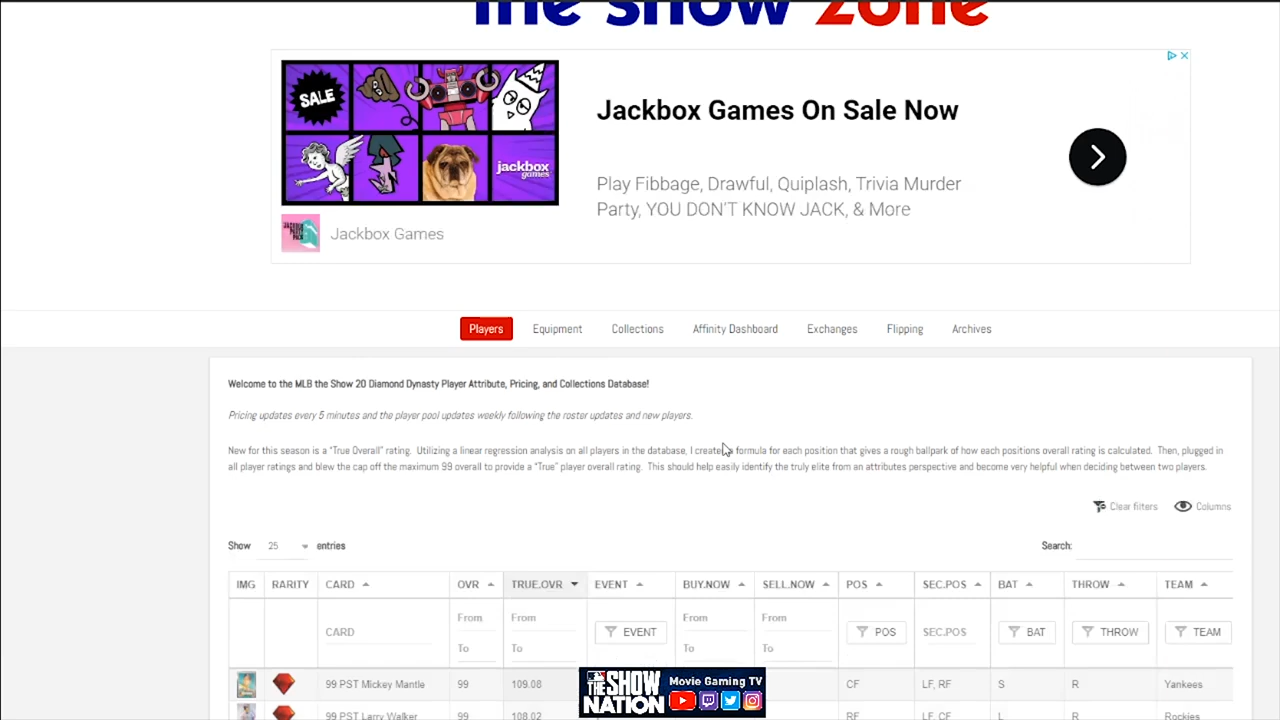 the show zone
SALE
jackbox games
Jackbox Games On Sale Now
Play Fibbage, Drawful, Quiplash, Trivia Murder
Party, YOU DON'T KNOW JACK, & More
Jackbox Games
Players Equipment Collections Affinity Dashboard Exchanges Flipping Archives
Welcome to the MLB the Show 20 Diamond Dynasty Player Attribute, Pricing, and Collections Database!
Pricing updates every 5 minutes and the player pool updates weekly following the roster updates and new players.
New for this season is a "True Overall" rating. Utilizing a linear regression analysis on all players in the database, I create a formula for each position that gives a rough ballpark of how each positions overall rating is calculated. Then, plugged in
all player ratings and blew the cap off the maximum 99 overall to provide a "True" player overall rating. This should help easily identify the truly elite from an attributes perspective and become very helpful when deciding between two players.
Clear filters Columns
Show 25 entries Search:
IMG RARITY CARD OVR TRUE.OVR EVENT BUY.NOW SELL.NOW POS SEC.POS BAT THROW TEAM
From From From From
CARD EVENT POS SEC.POS BAT THROW TEAM
To To To To
99 PST Mickey Mantle 99 109.08 CF LF, RF S R Yankees
99 PST Larry Walker 99 108.02 RF LF, CF L R Rockies
THE SHOW NATION
Movie Gaming TV